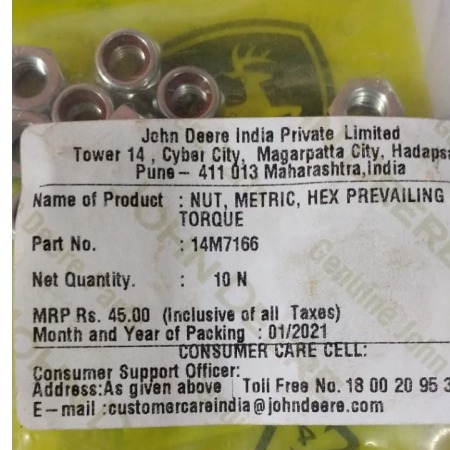 John Deere India Private Limited
Tower 14 , Cyber City, Magarpatta City, Hadapsa
Pune - 411 013 Maharashtra,India
Name of Product : NUT, METRIC, HEX PREVAILING
TORQUE
Part No. : 14M7166
Net Quantity. : 10 N
MRP Rs. 45.00 (Inclusive of all Taxes)
Month and Year of Packing : 01/2021
CONSUMER CARE CELL:
Consumer Support Officer:
Address:As given above Toll Free No. 18 00 20 95 3
E-mail :customercareindia@johndeere.com